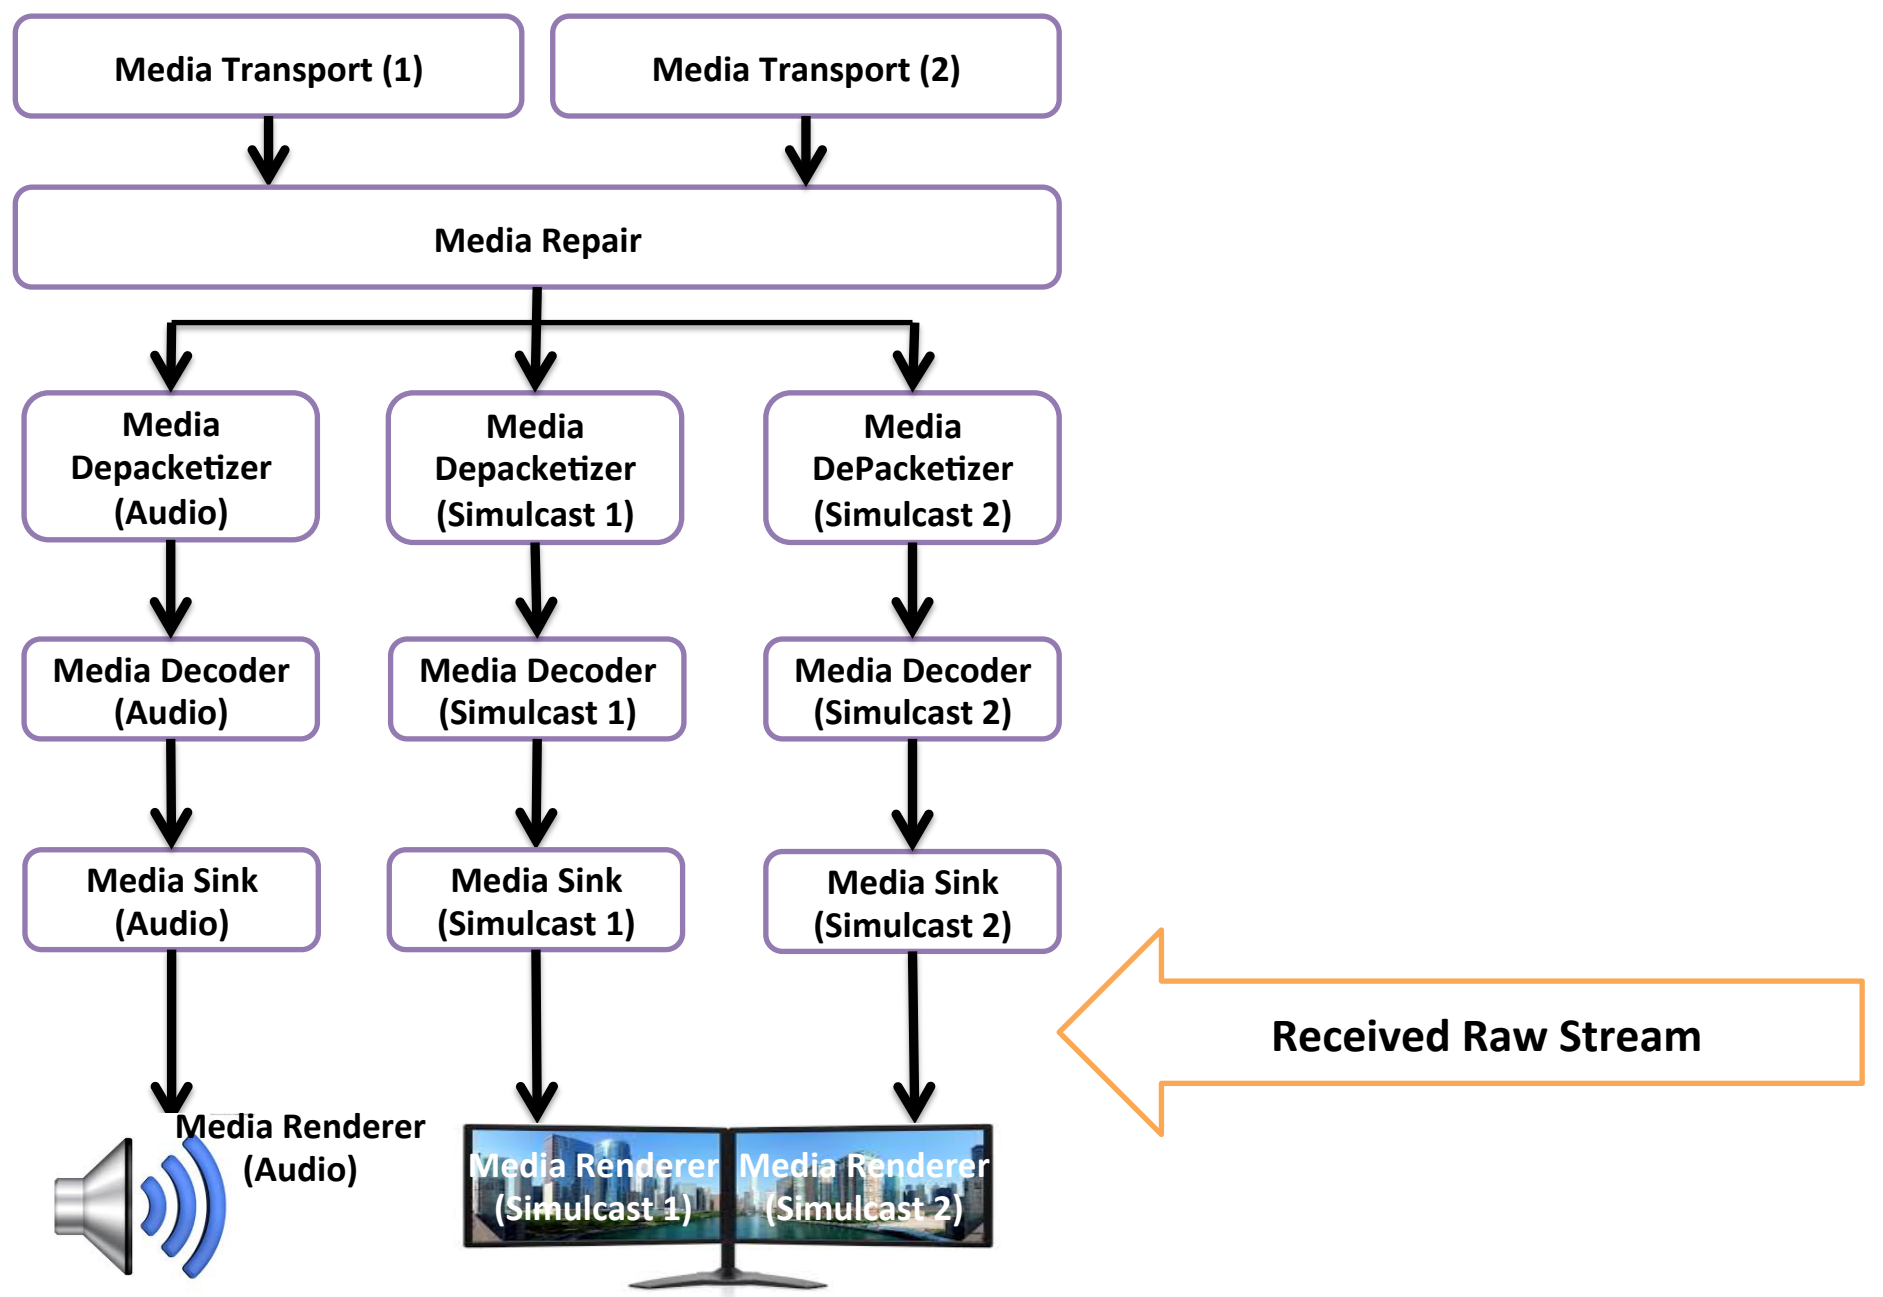 Media Transport (1)
Media Transport (2)
Media Repair
Media
Depacketizer
(Audio)
Media
Depacketizer
(Simulcast 1)
Media
DePacketizer
(Simulcast 2)
Media Decoder
(Audio)
Media Decoder
(Simulcast 1)
Media Decoder
(Simulcast 2)
Media Sink
(Audio)
Media Sink
(Simulcast 1)
Media Sink
(Simulcast 2)
Received Raw Stream
Media Renderer
(Audio)
Media Renderer
(Simulcast 1)
Media Renderer
(Simulcast 2)